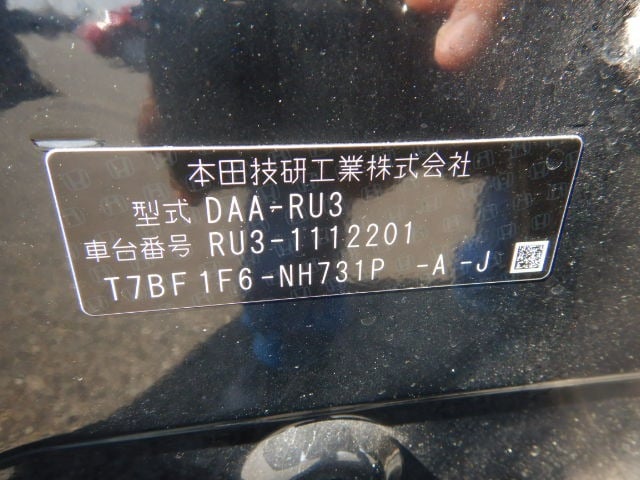 本田技研工業株式会社
型式 DAA-RU3
車台番号 RU3-1112201
T7BF1F6-NH731P -A-J